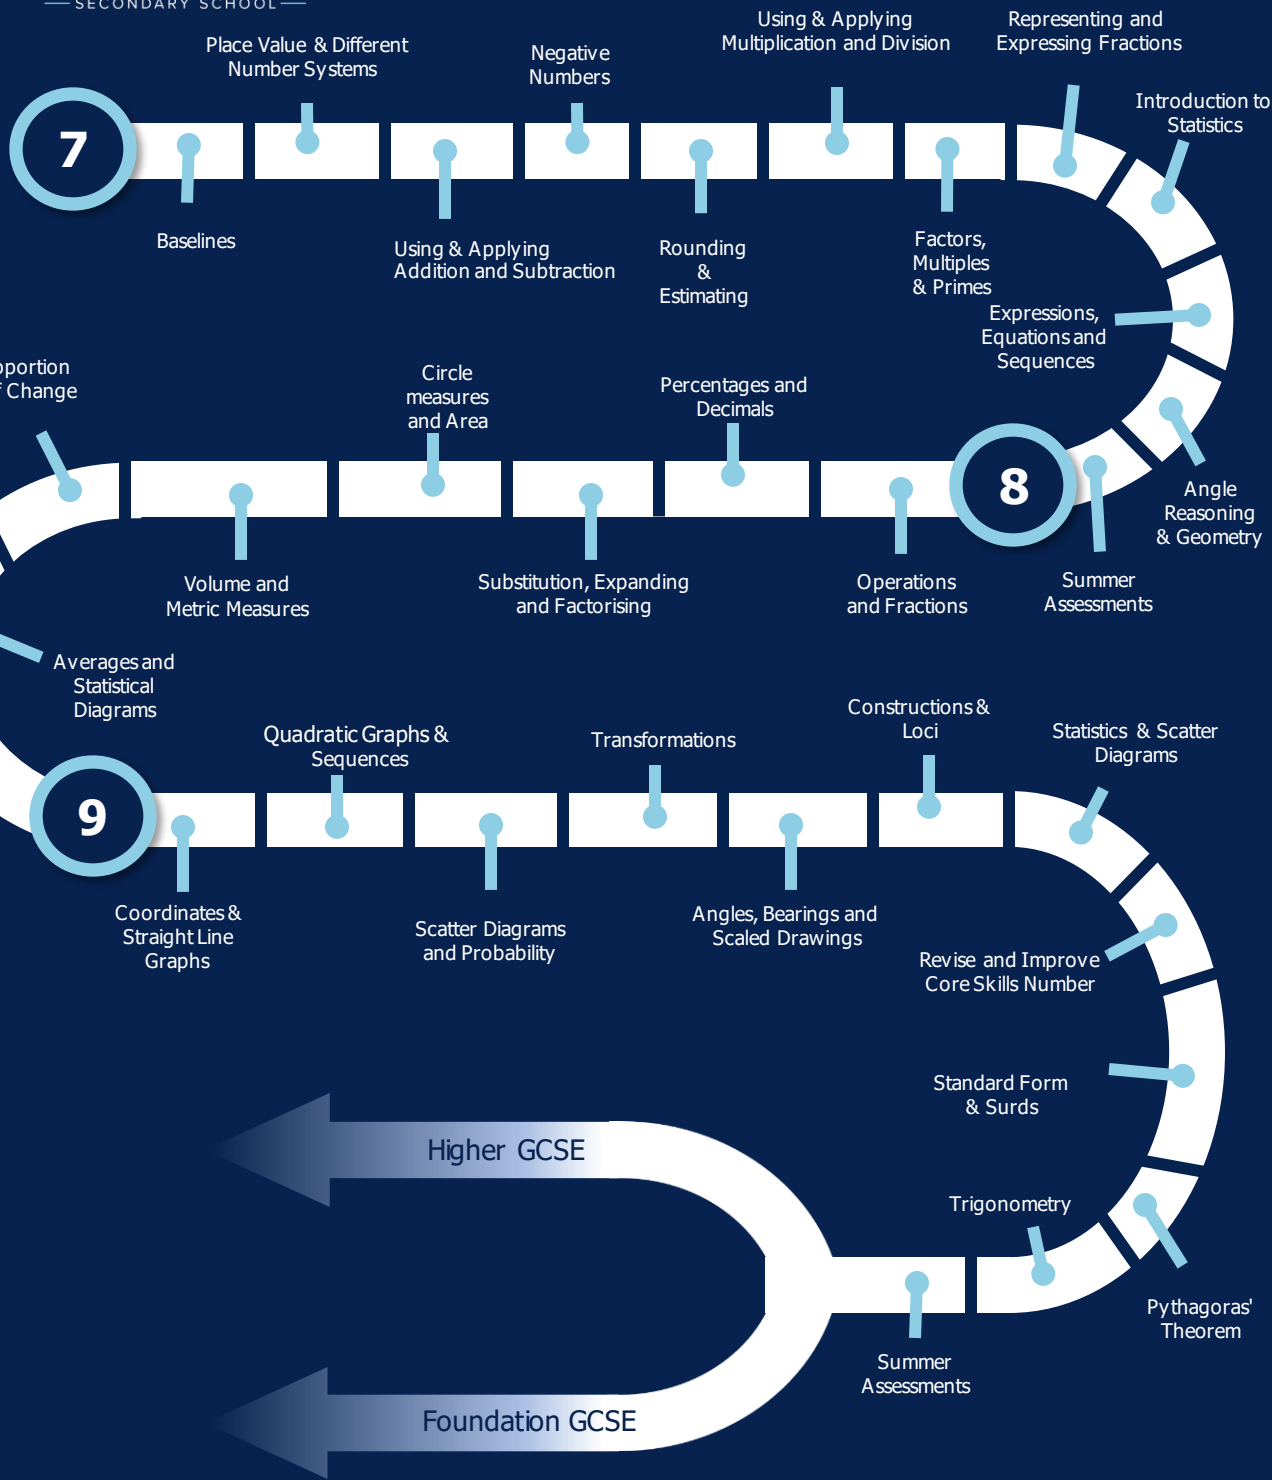 SECONDARY SCHOOL
7
Baselines
Place Value & Different
Number Systems
Using & Applying
Addition and Subtraction
Negative
Numbers
Rounding
&
Estimating
Using & Applying
Multiplication and Division
Factors,
Multiples
& Primes
Representing and
Expressing Fractions
Introduction to
Statistics
Expressions,
Equations and
Sequences
Angle
Reasoning
& Geometry
Summer
Assessments
8
Operations
and Fractions
Percentages and
Decimals
Substitution, Expanding
and Factorising
Circle
measures
and Area
Volume and
Metric Measures
Change
Averages and
Statistical
Diagrams
9
Coordinates &
Straight Line
Graphs
Quadratic Graphs &
Sequences
Scatter Diagrams
and Probability
Transformations
Angles, Bearings and
Scaled Drawings
Constructions &
Loci
Statistics & Scatter
Diagrams
Revise and Improve
Core Skills Number
Standard Form
& Surds
Pythagoras'
Theorem
Trigonometry
Summer
Assessments
Higher GCSE
Foundation GCSE